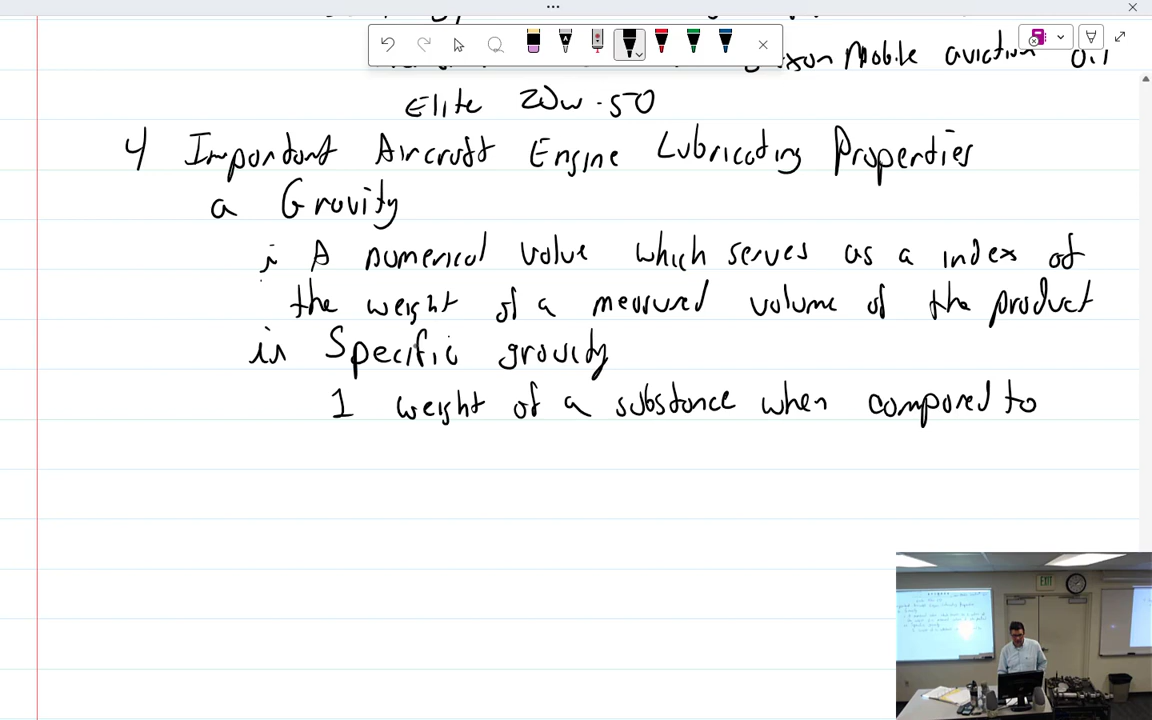 Exxon Mobile aviation oil
Elite 20w-50
4 Important Aircraft Engine Lubricating Properties
a Gravity
i A numerical value which serves as a index of
the weight of a measured volume of the product
ii Specific gravity
1 weight of a substance when compared to
EXIT